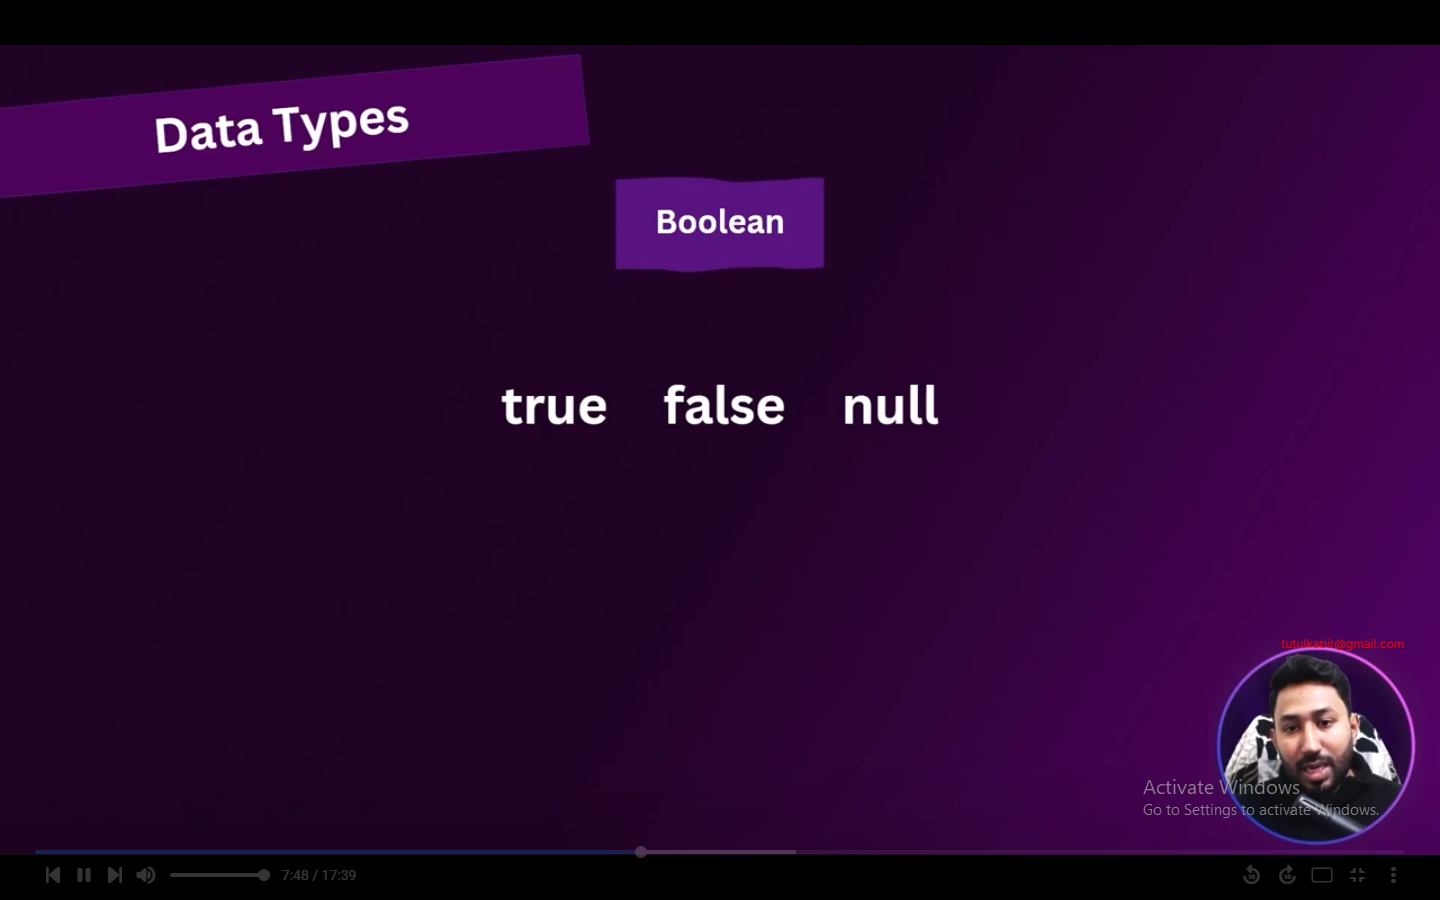 Data Types
Boolean
true false null
tutulkabir@gmail.com
Activate Windows
Go to Settings to activate Windows.
7:48 / 17:39